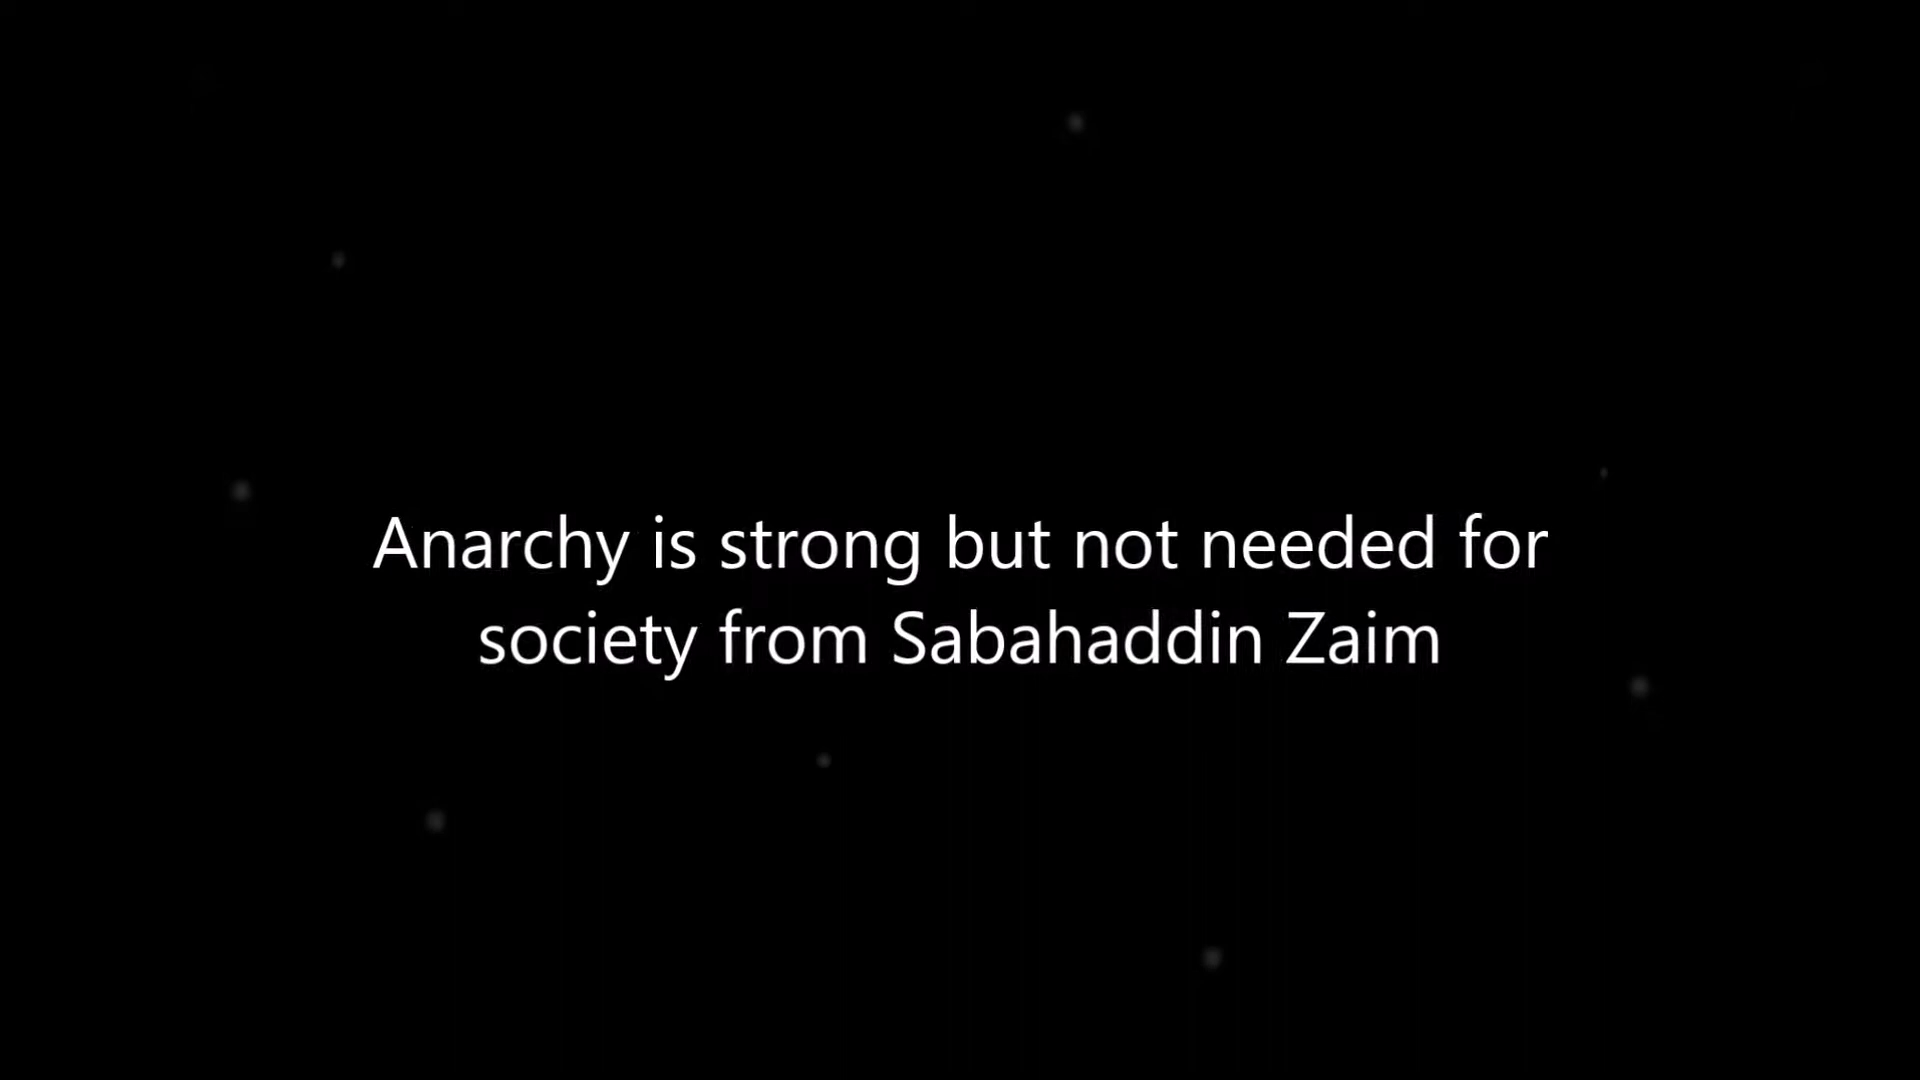 Anarchy is strong but not needed for
society from Sabahaddin Zaim